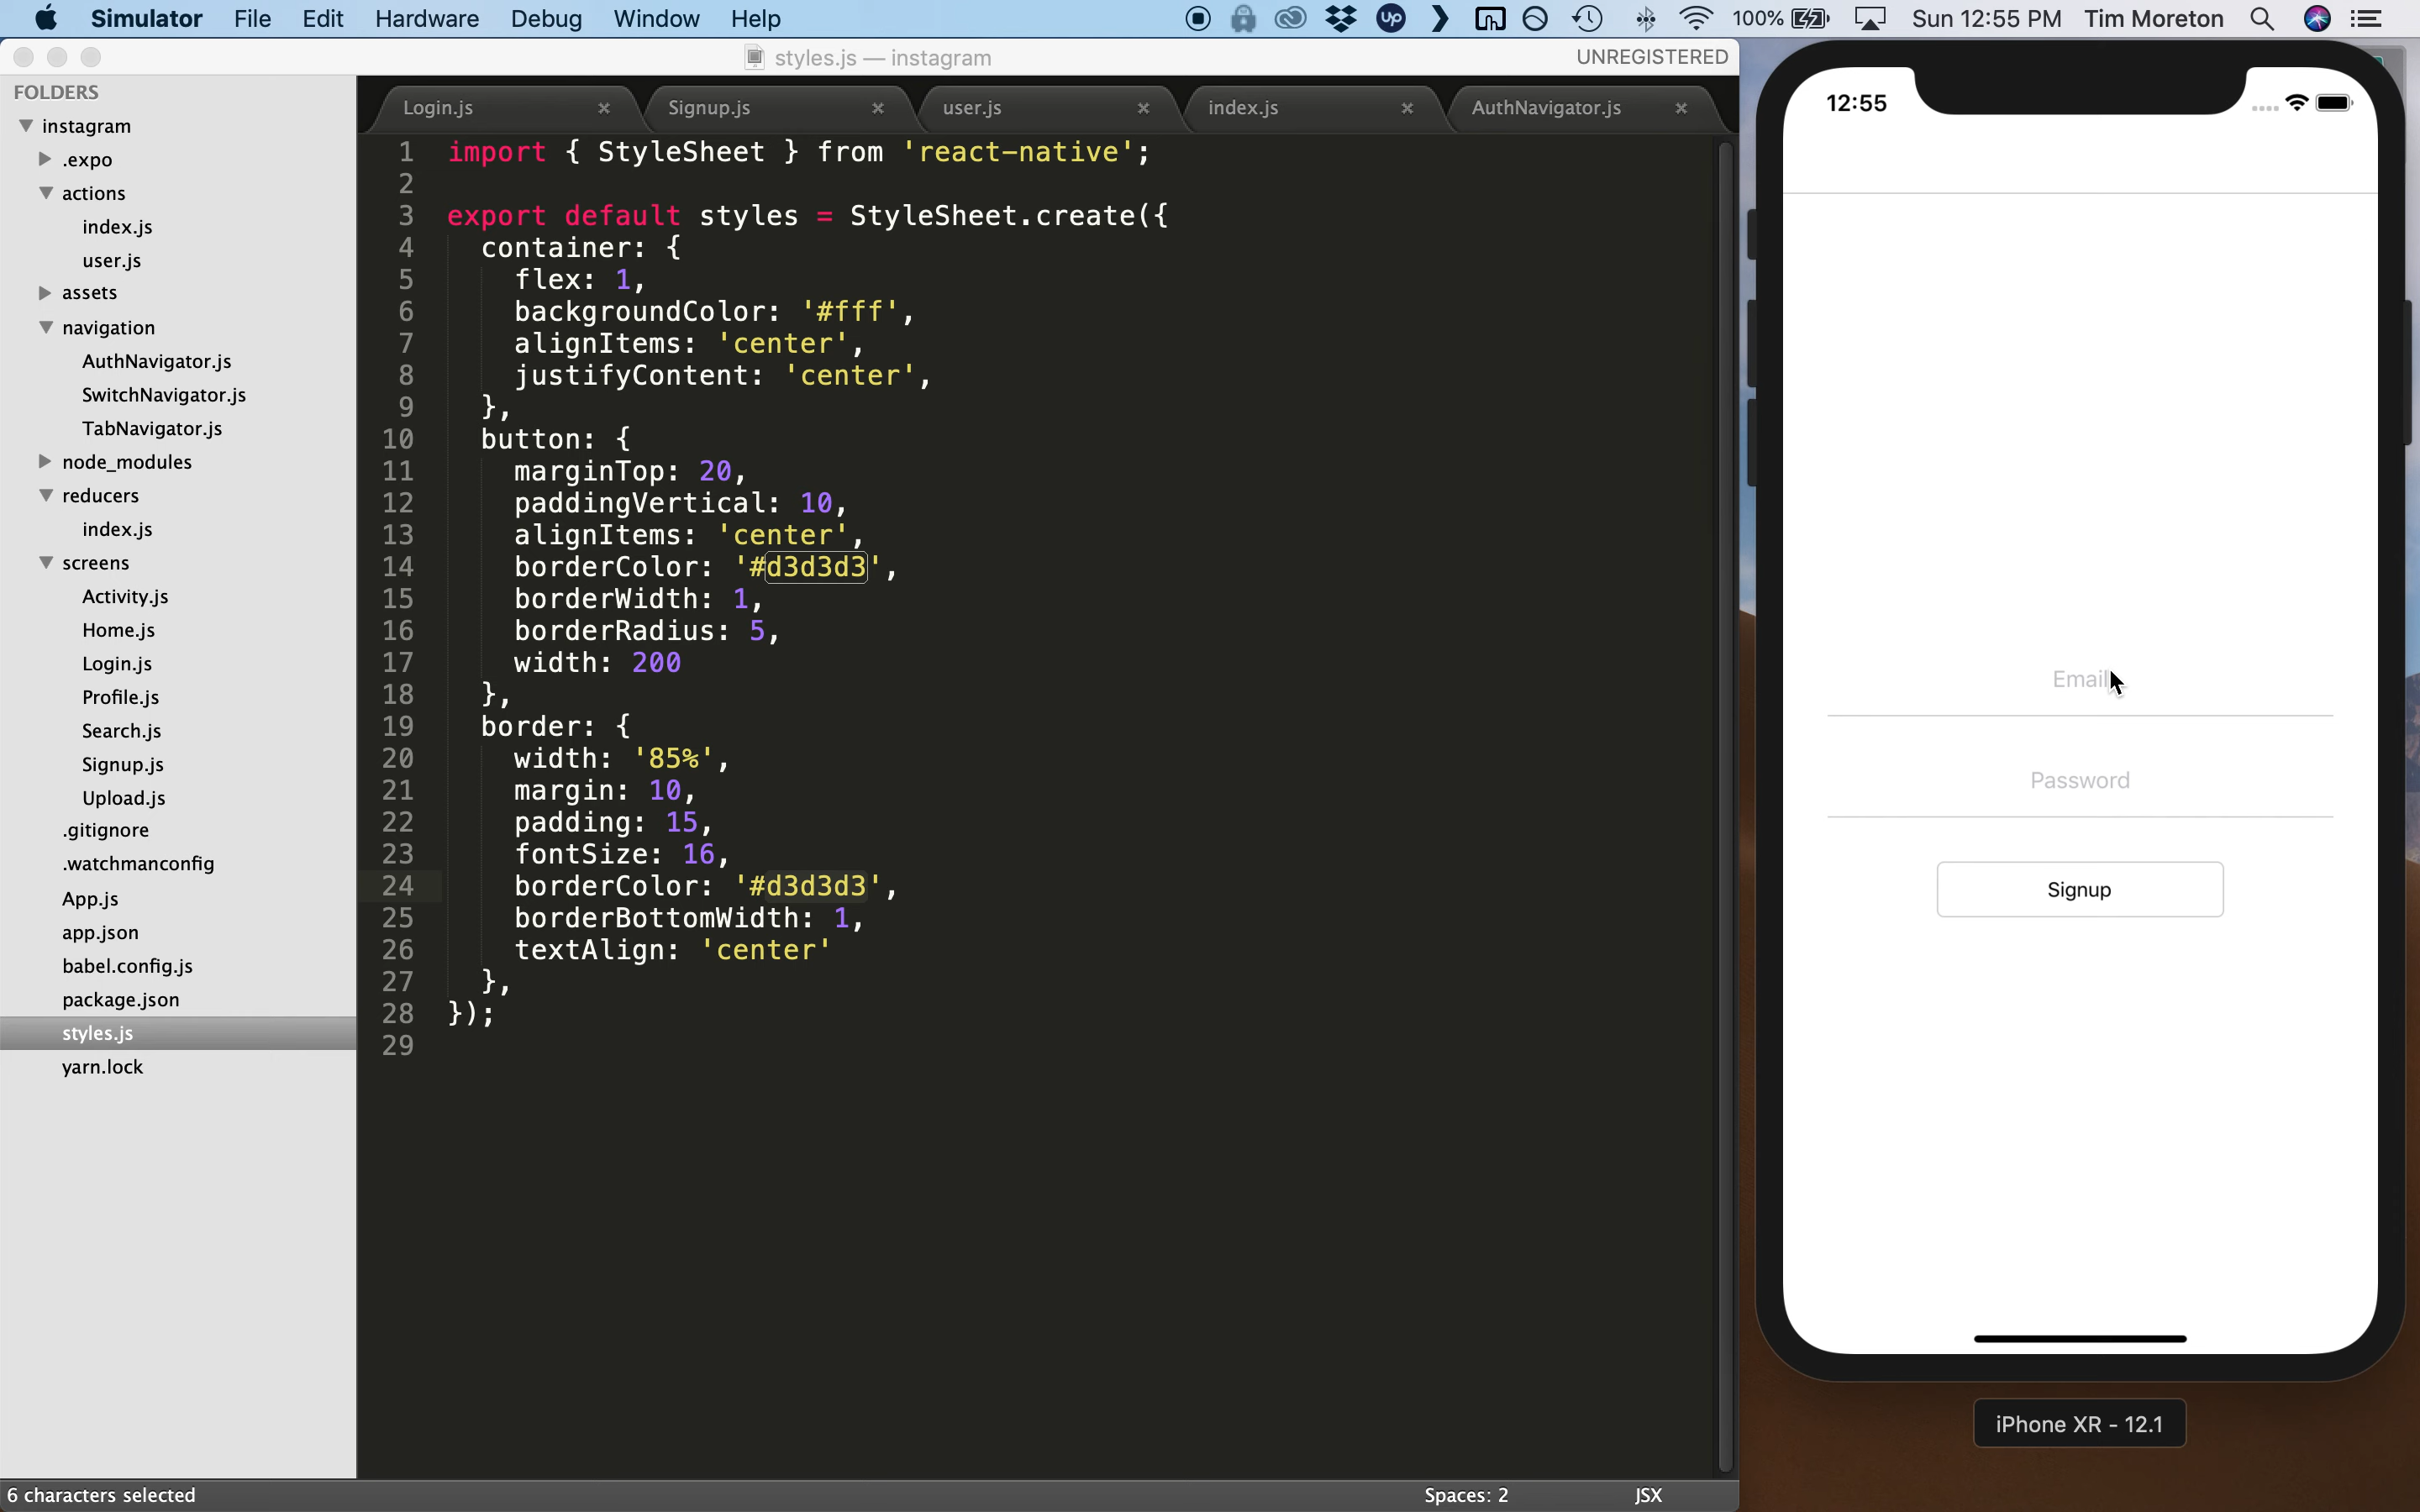 Simulator File Edit Hardware Debug Window Help
100% Sun 12:55 PM Tim Moreton
styles.js — instagram
UNREGISTERED
FOLDERS
instagram
.expo
actions
index.js
user.js
assets
navigation
AuthNavigator.js
SwitchNavigator.js
TabNavigator.js
node_modules
reducers
index.js
screens
Activity.js
Home.js
Login.js
Profile.js
Search.js
Signup.js
Upload.js
.gitignore
.watchmanconfig
App.js
app.json
babel.config.js
package.json
styles.js
yarn.lock
Login.js × Signup.js × user.js × index.js × AuthNavigator.js ×
1 import { StyleSheet } from 'react-native';
2
3 export default styles = StyleSheet.create({
4 container: {
5 flex: 1,
6 backgroundColor: '#fff',
7 alignItems: 'center',
8 justifyContent: 'center',
9 },
10 button: {
11 marginTop: 20,
12 paddingVertical: 10,
13 alignItems: 'center',
14 borderColor: '#d3d3d3',
15 borderWidth: 1,
16 borderRadius: 5,
17 width: 200
18 },
19 border: {
20 width: '85%',
21 margin: 10,
22 padding: 15,
23 fontSize: 16,
24 borderColor: '#d3d3d3',
25 borderBottomWidth: 1,
26 textAlign: 'center'
27 },
28 });
29
6 characters selected
Spaces: 2
JSX
12:55
Email
Password
Signup
iPhone XR - 12.1